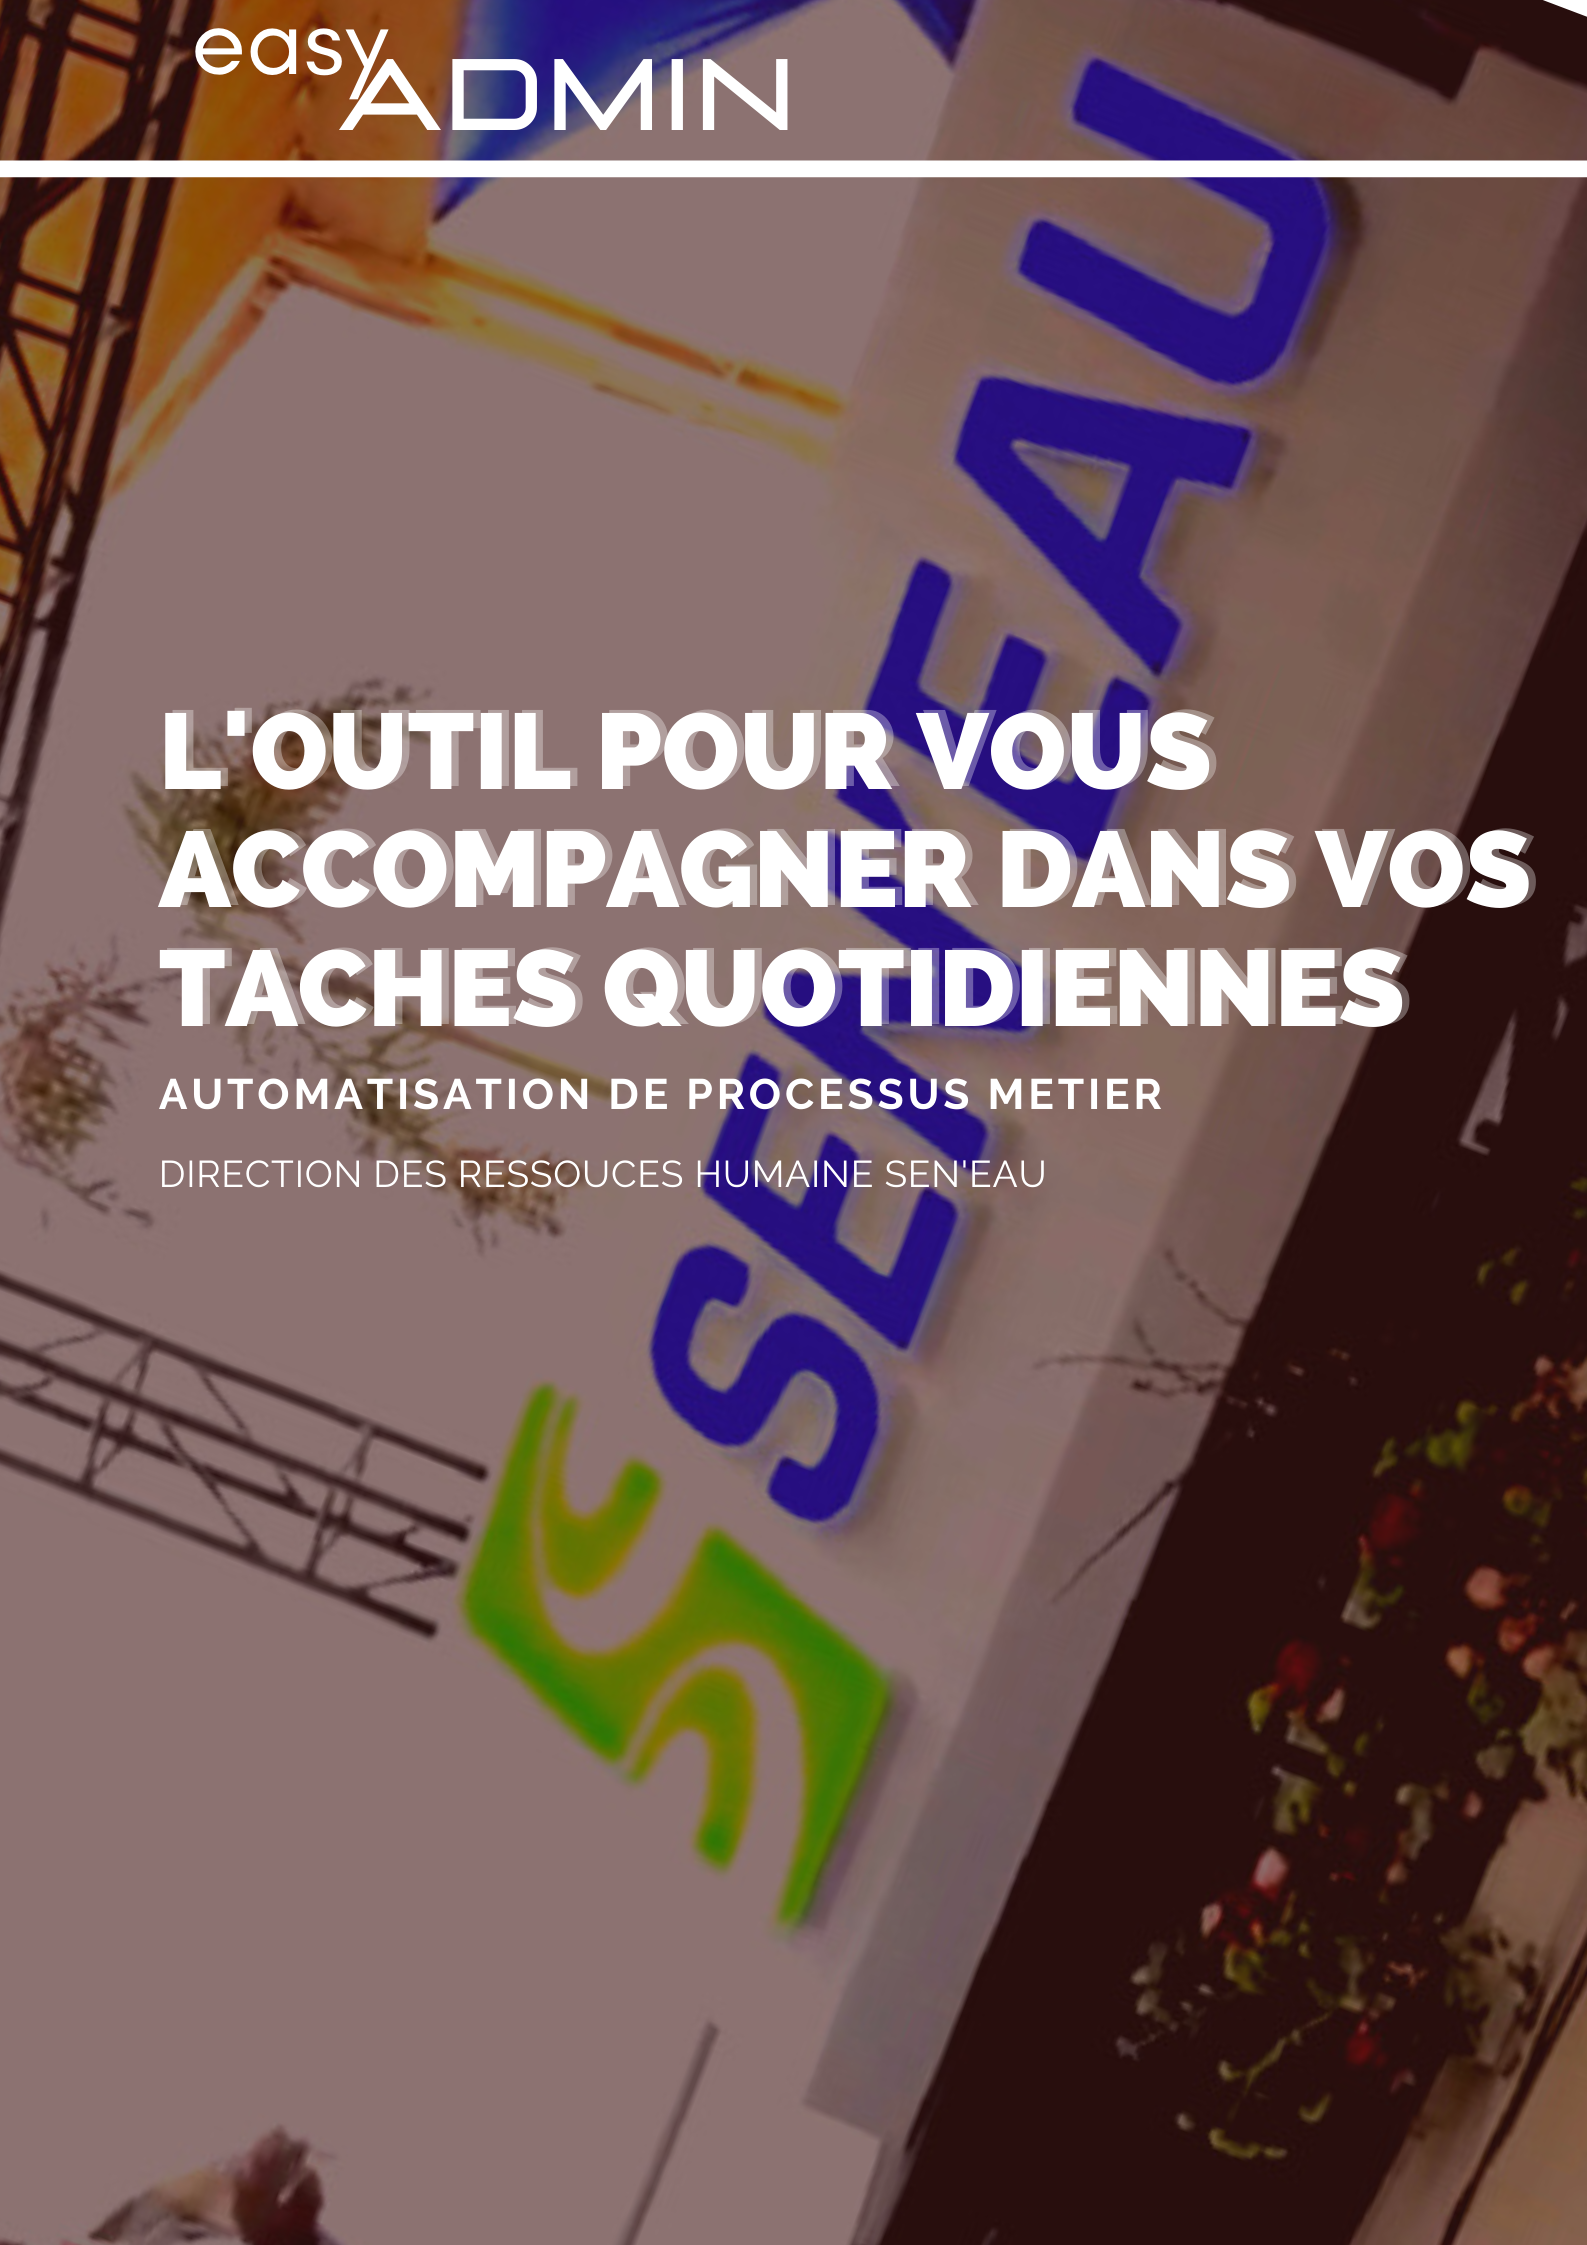 easy
ADMIN
L'OUTIL POUR VOUS
ACCOMPAGNER DANS VOS
TACHES QUOTIDIENNES
AUTOMATISATION DE PROCESSUS METIER
DIRECTION DES RESSOUCES HUMAINE SEN'EAU
SEN'EAU